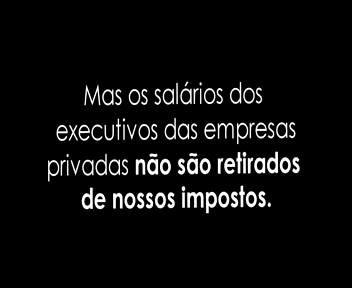 Mas os salários dos
executivos das empresas
privadas não são retirados
de nossos impostos.